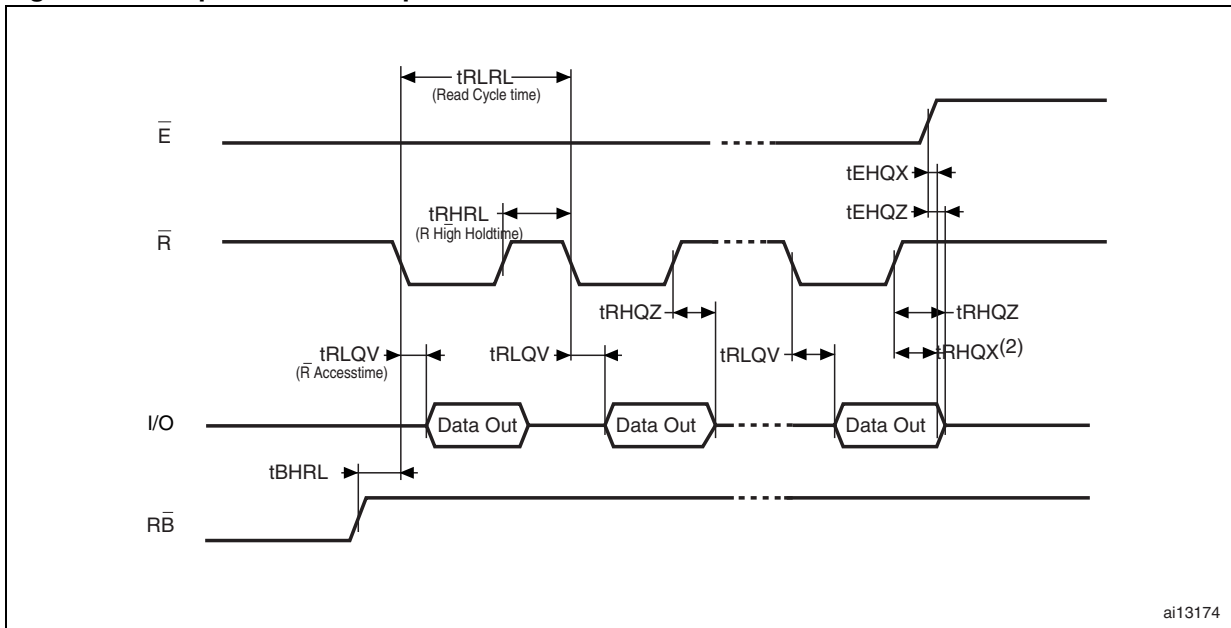 tRLRL
(Read Cycle time)
E̅
tEHQX
tEHQZ
tRHRL
(R̅ High Holdtime)
R̅
tRHQZ
tRHQZ
tRLQV
(R̅ Accesstime)
tRLQV
tRLQV
tRHQX(2)
I/O
Data Out
Data Out
Data Out
tBHRL
RB̅
ai13174